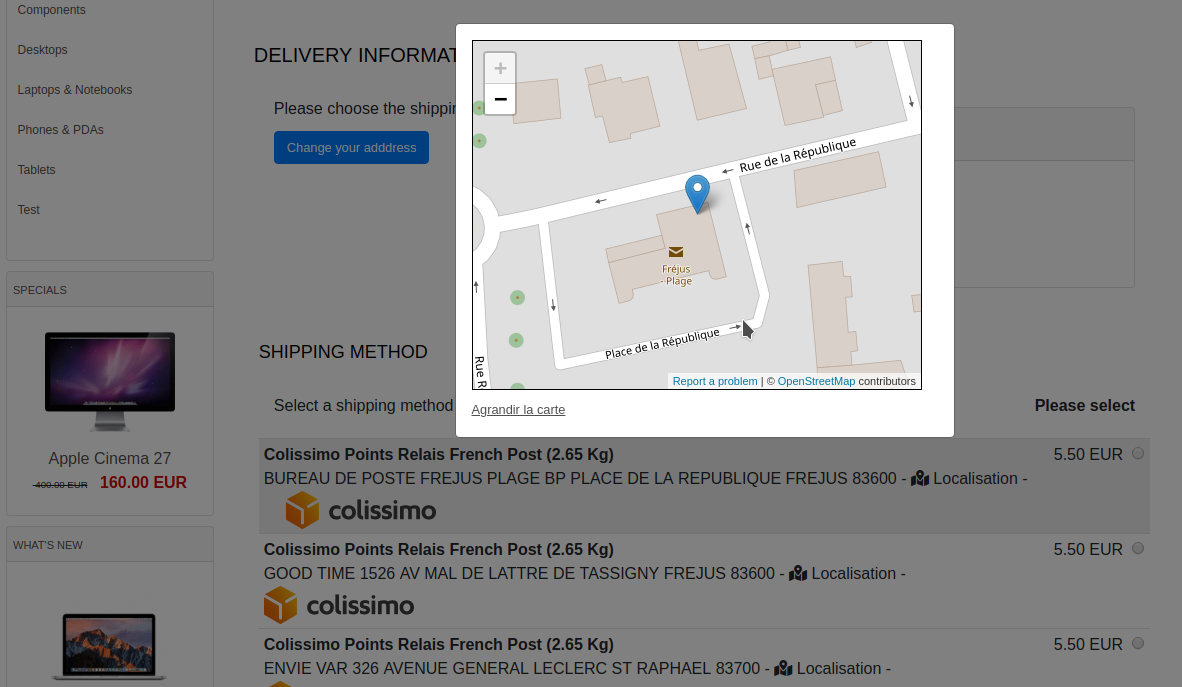 Components
Desktops
Laptops & Notebooks
Phones & PDAs
Tablets
Test
SPECIALS
Apple Cinema 27
400.00 EUR 160.00 EUR
WHAT'S NEW
DELIVERY INFORMAT
Please choose the shippin
Change your adddress
+
−
Rue de la République
Fréjus
- Plage
Place de la République
Rue R
Report a problem | © OpenStreetMap contributors
Agrandir la carte
SHIPPING METHOD
Select a shipping method
Please select
Colissimo Points Relais French Post (2.65 Kg) 5.50 EUR
BUREAU DE POSTE FREJUS PLAGE BP PLACE DE LA REPUBLIQUE FREJUS 83600 - Localisation -
colissimo
Colissimo Points Relais French Post (2.65 Kg) 5.50 EUR
GOOD TIME 1526 AV MAL DE LATTRE DE TASSIGNY FREJUS 83600 - Localisation -
colissimo
Colissimo Points Relais French Post (2.65 Kg) 5.50 EUR
ENVIE VAR 326 AVENUE GENERAL LECLERC ST RAPHAEL 83700 - Localisation -